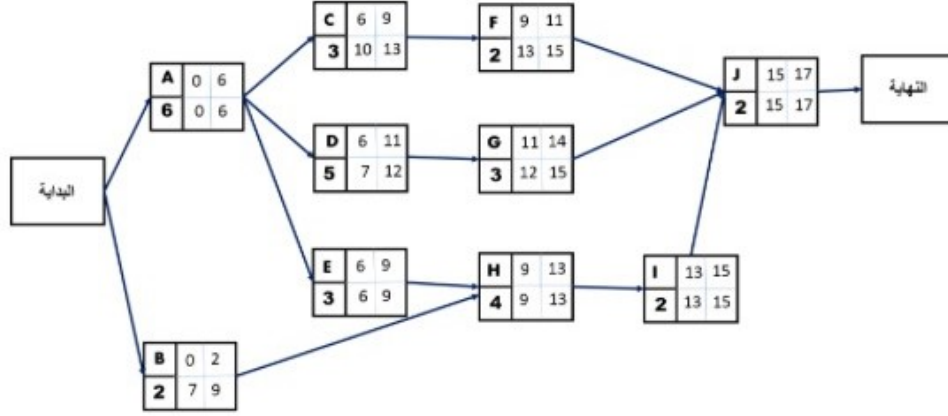 C 6 9
3 10 13
F 9 11
2 13 15
A 0 6
6 0 6
J 15 17
2 15 17
النهاية
D 6 11
5 7 12
G 11 14
3 12 15
البداية
E 6 9
3 6 9
H 9 13
4 9 13
I 13 15
2 13 15
B 0 2
2 7 9